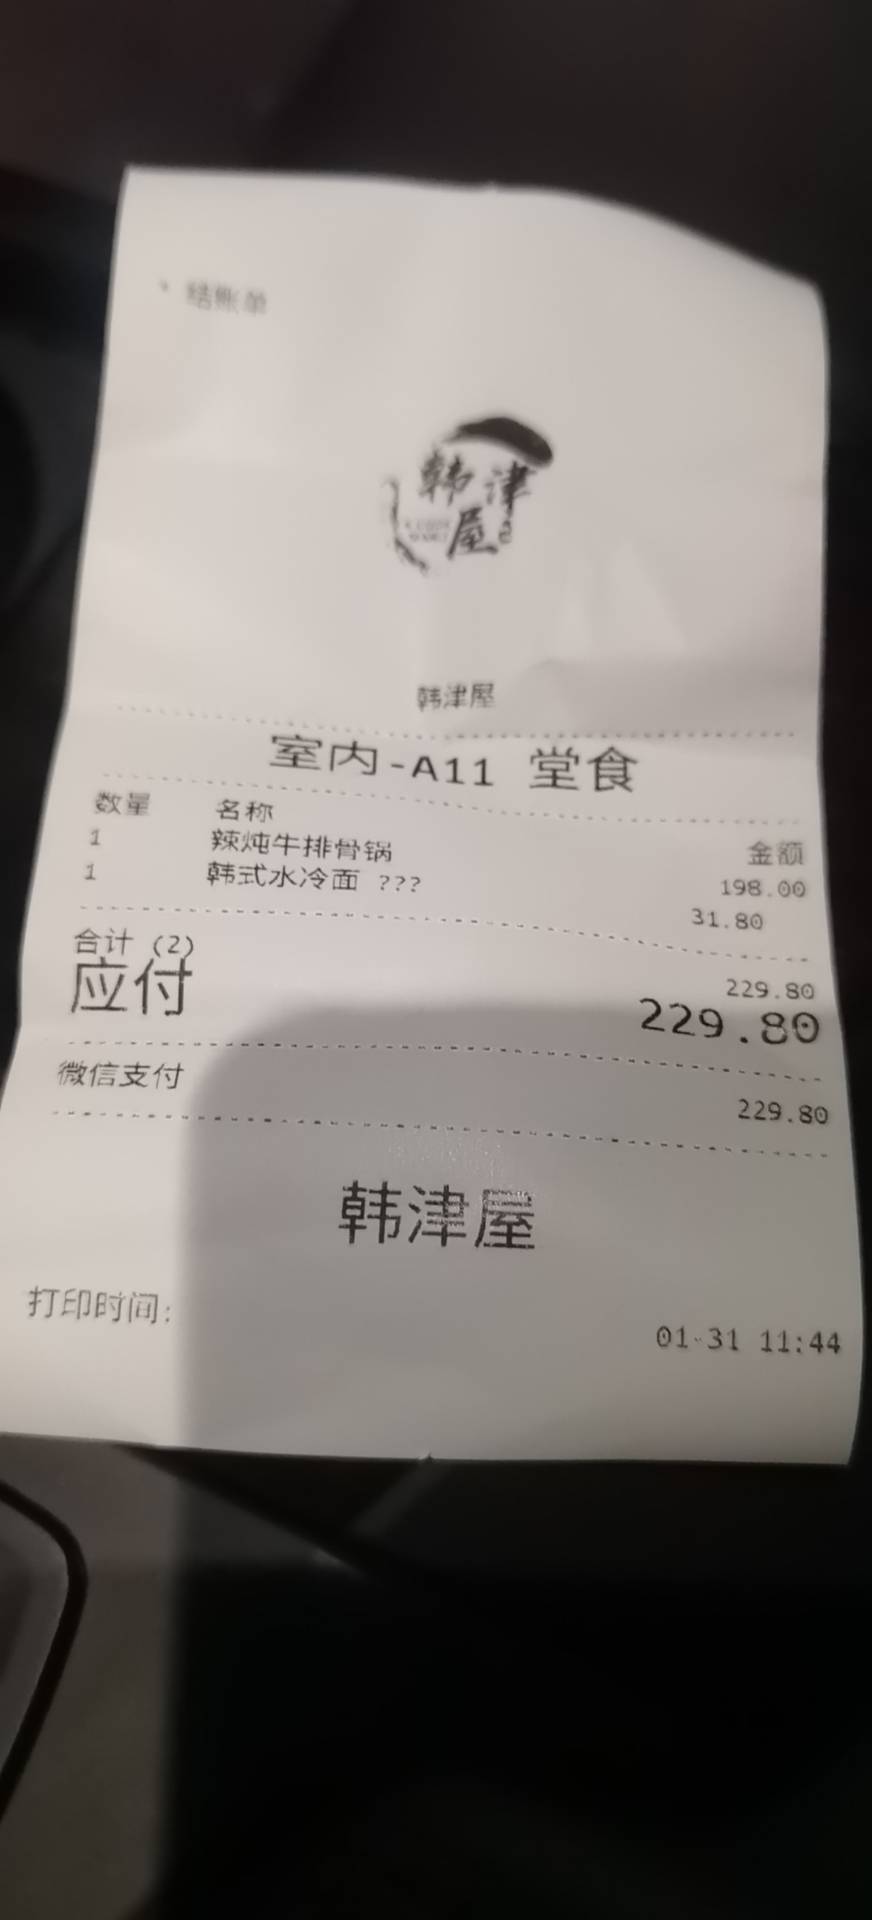 结账单
韩津
屋
韩津屋
室内-A11 堂食
数量 名称 金额
1 辣炖牛排骨锅 198.00
1 韩式水冷面 ??? 31.80
合计 (2) 229.80
应付 229.80
微信支付 229.80
韩津屋
打印时间: 01-31 11:44